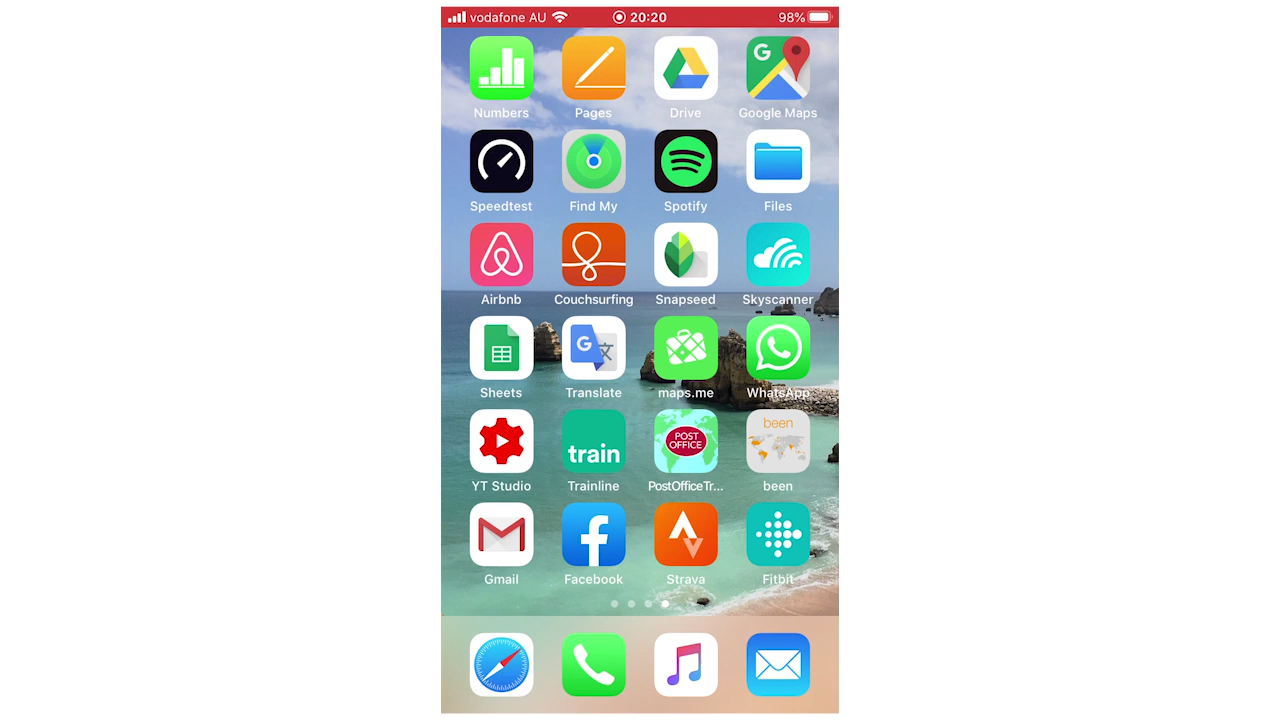 vodafone AU 20:20 98%
G
Numbers Pages Drive Google Maps
Speedtest Find My Spotify Files
Airbnb Couchsurfing Snapseed Skyscanner
G 文
Sheets Translate maps.me WhatsApp
train POST OFFICE been
YT Studio Trainline PostOfficeTr... been
Gmail Facebook Strava Fitbit